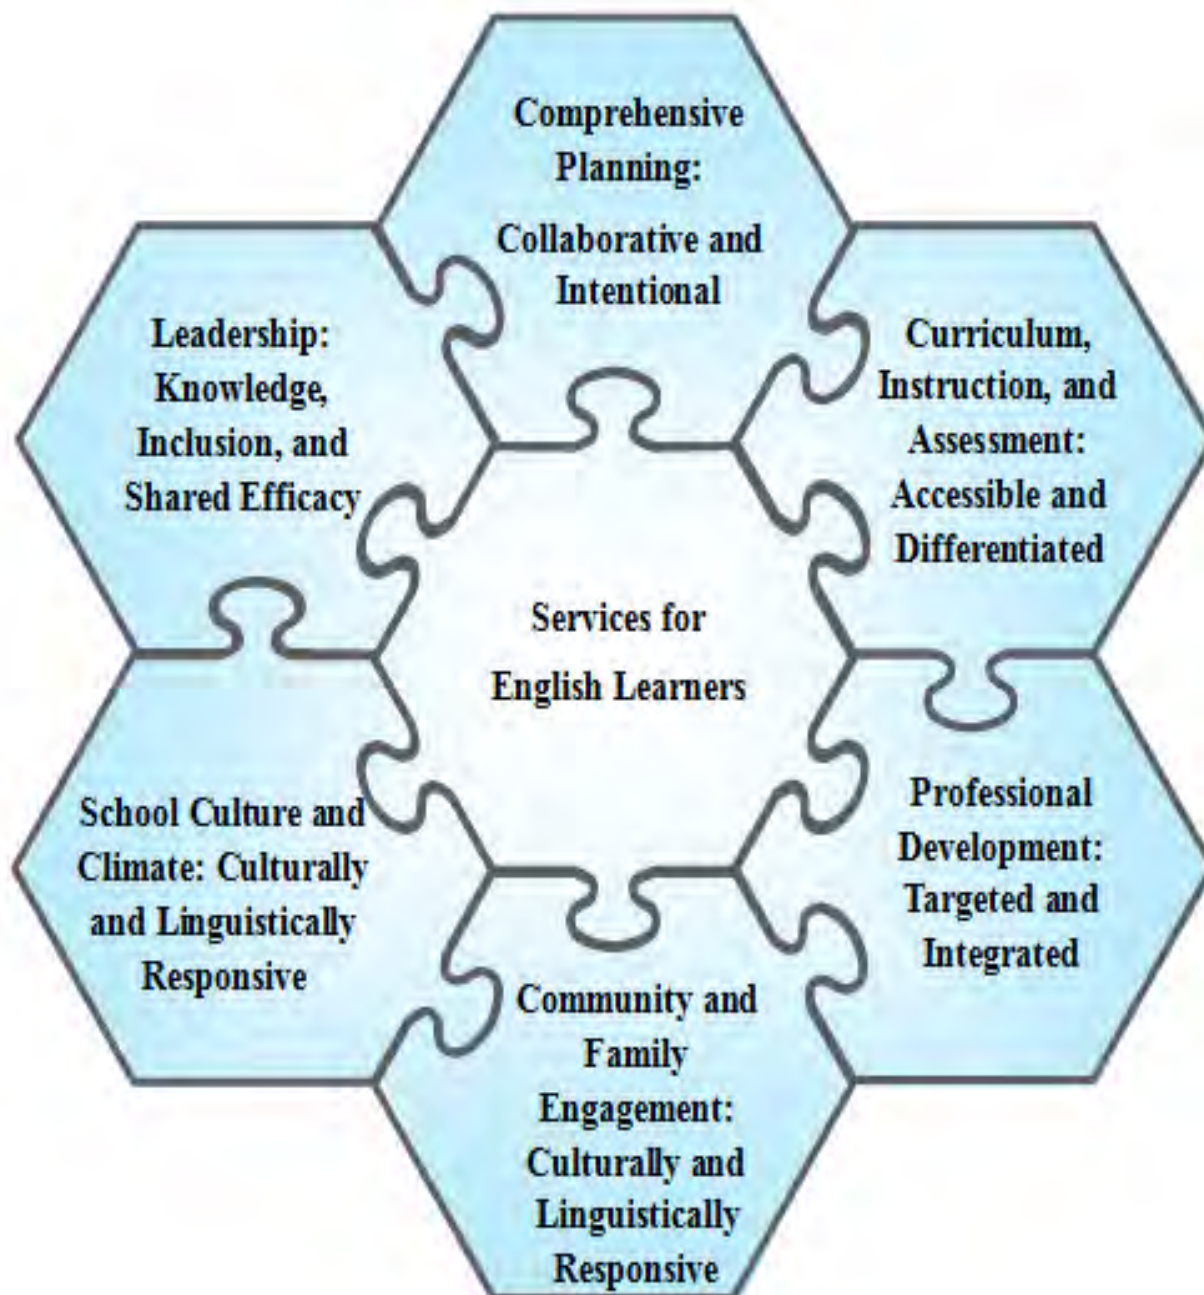 Comprehensive
Planning:
Collaborative and
Intentional
Leadership:
Knowledge,
Inclusion, and
Shared Efficacy
Curriculum,
Instruction, and
Assessment:
Accessible and
Differentiated
Services for
English Learners
School Culture and
Climate: Culturally
and Linguistically
Responsive
Professional
Development:
Targeted and
Integrated
Community and
Family
Engagement:
Culturally and
Linguistically
Responsive